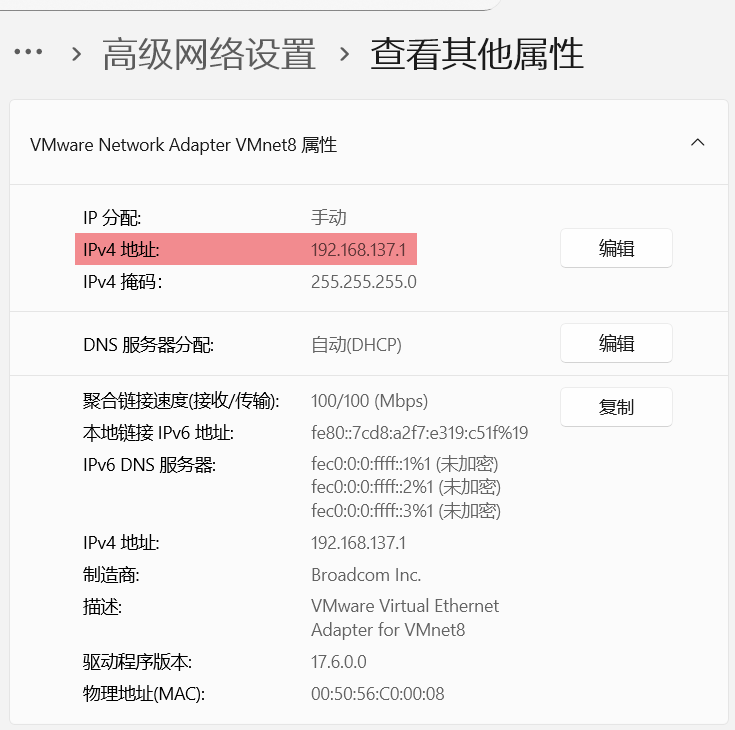 ··· > 高级网络设置 > 查看其他属性
VMware Network Adapter VMnet8 属性
IP 分配: 手动
IPv4 地址: 192.168.137.1 编辑
IPv4 掩码: 255.255.255.0
DNS 服务器分配: 自动(DHCP) 编辑
聚合链接速度(接收/传输): 100/100 (Mbps) 复制
本地链接 IPv6 地址: fe80::7cd8:a2f7:e319:c51f%19
IPv6 DNS 服务器: fec0:0:0:ffff::1%1 (未加密)
fec0:0:0:ffff::2%1 (未加密)
fec0:0:0:ffff::3%1 (未加密)
IPv4 地址: 192.168.137.1
制造商: Broadcom Inc.
描述: VMware Virtual Ethernet
Adapter for VMnet8
驱动程序版本: 17.6.0.0
物理地址(MAC): 00:50:56:C0:00:08